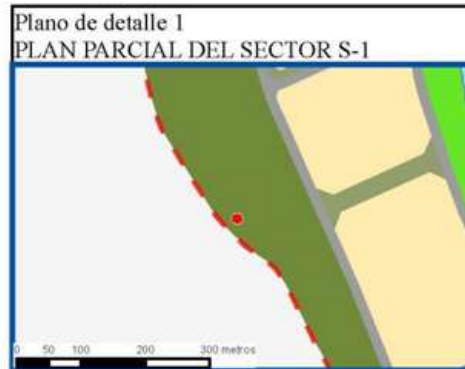 Plano de detalle 1
PLAN PARCIAL DEL SECTOR S-1
0 50 100 200 300 metros